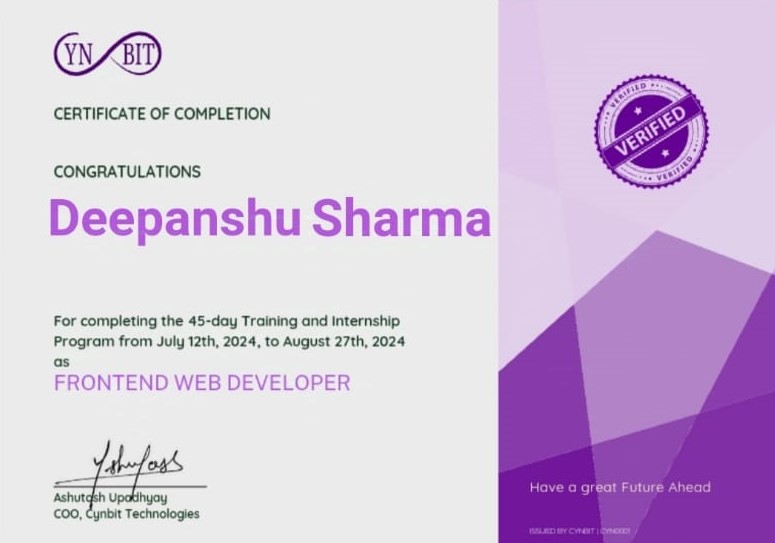 CYN BIT
CERTIFICATE OF COMPLETION
CONGRATULATIONS
Deepanshu Sharma
For completing the 45-day Training and Internship
Program from July 12th, 2024, to August 27th, 2024
as
FRONTEND WEB DEVELOPER
Ashutosh Upadhyay
COO, Cynbit Technologies
VERIFIED
VERIFIED
VERIFIED
Have a great Future Ahead
ISSUED BY CYNBIT | CYN0001